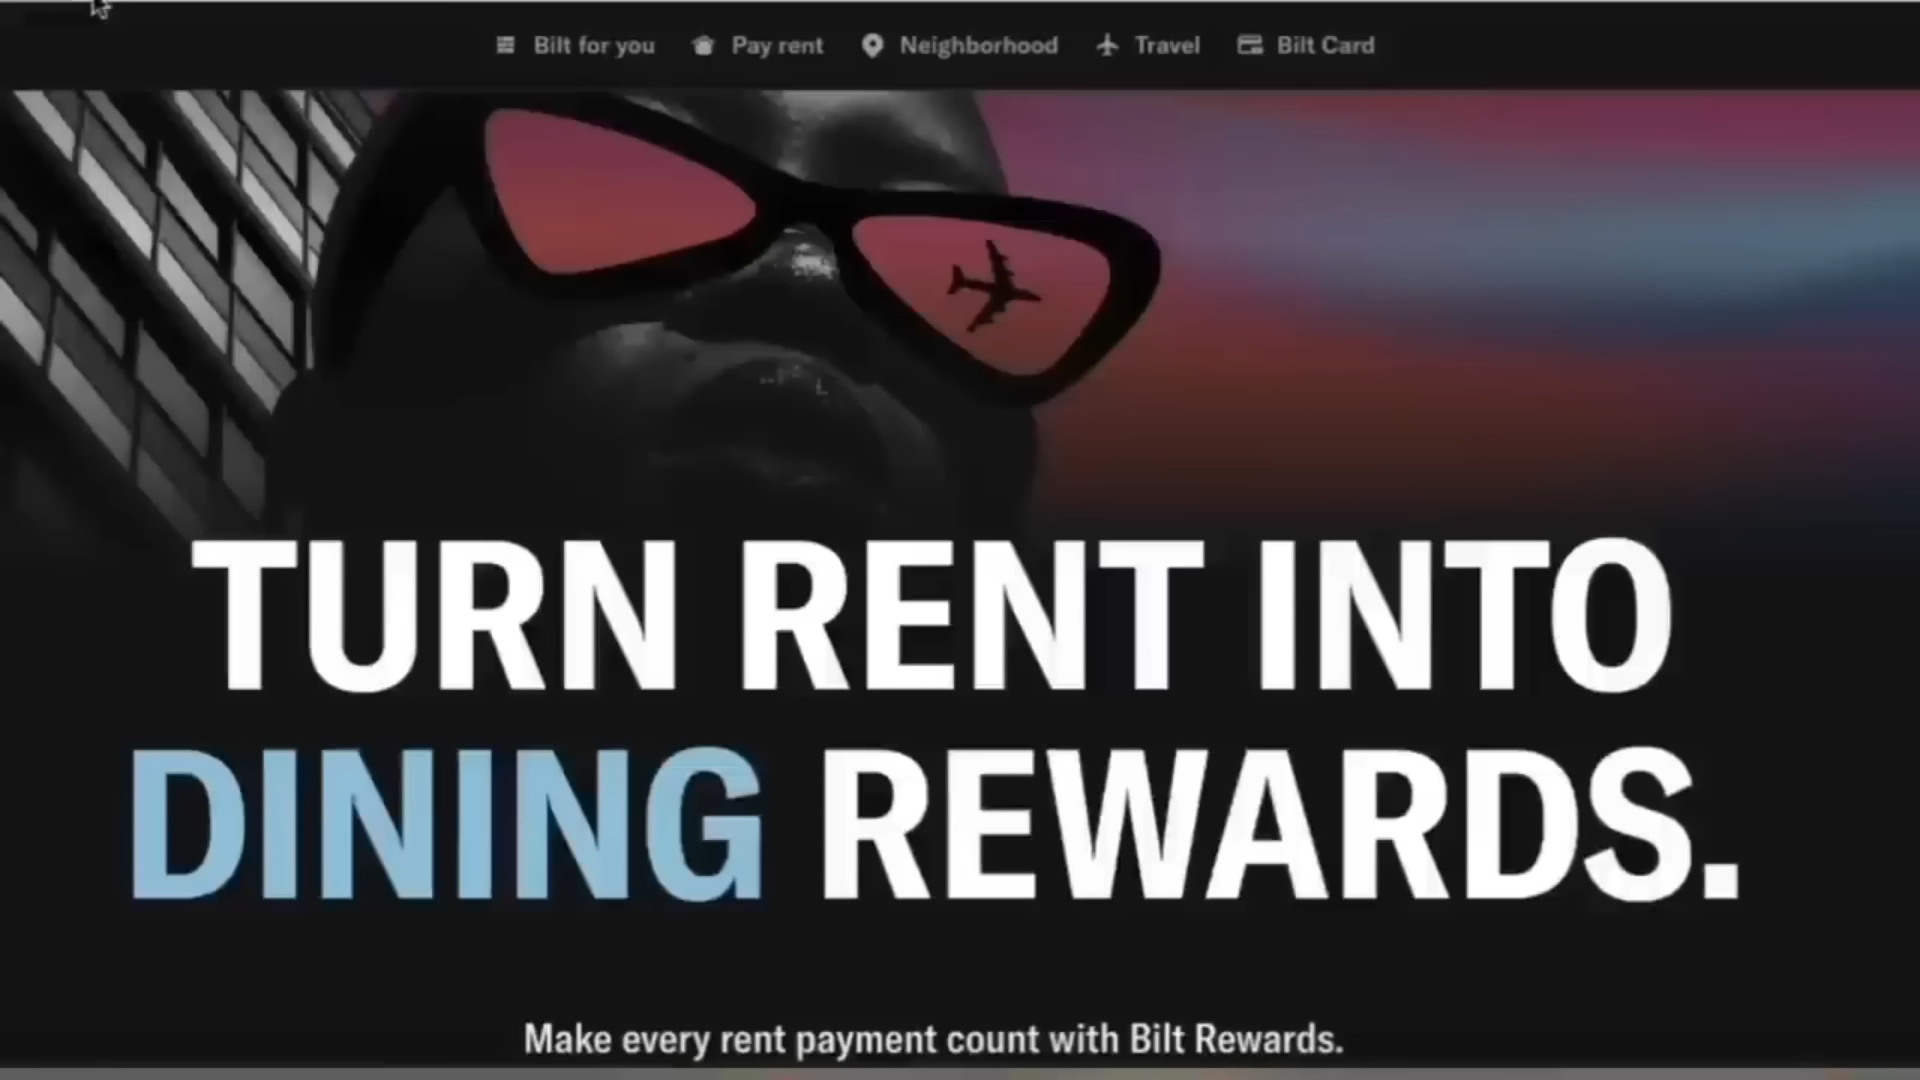 Bilt for you Pay rent Neighborhood Travel Bilt Card
TURN RENT INTO
DINING REWARDS.
Make every rent payment count with Bilt Rewards.